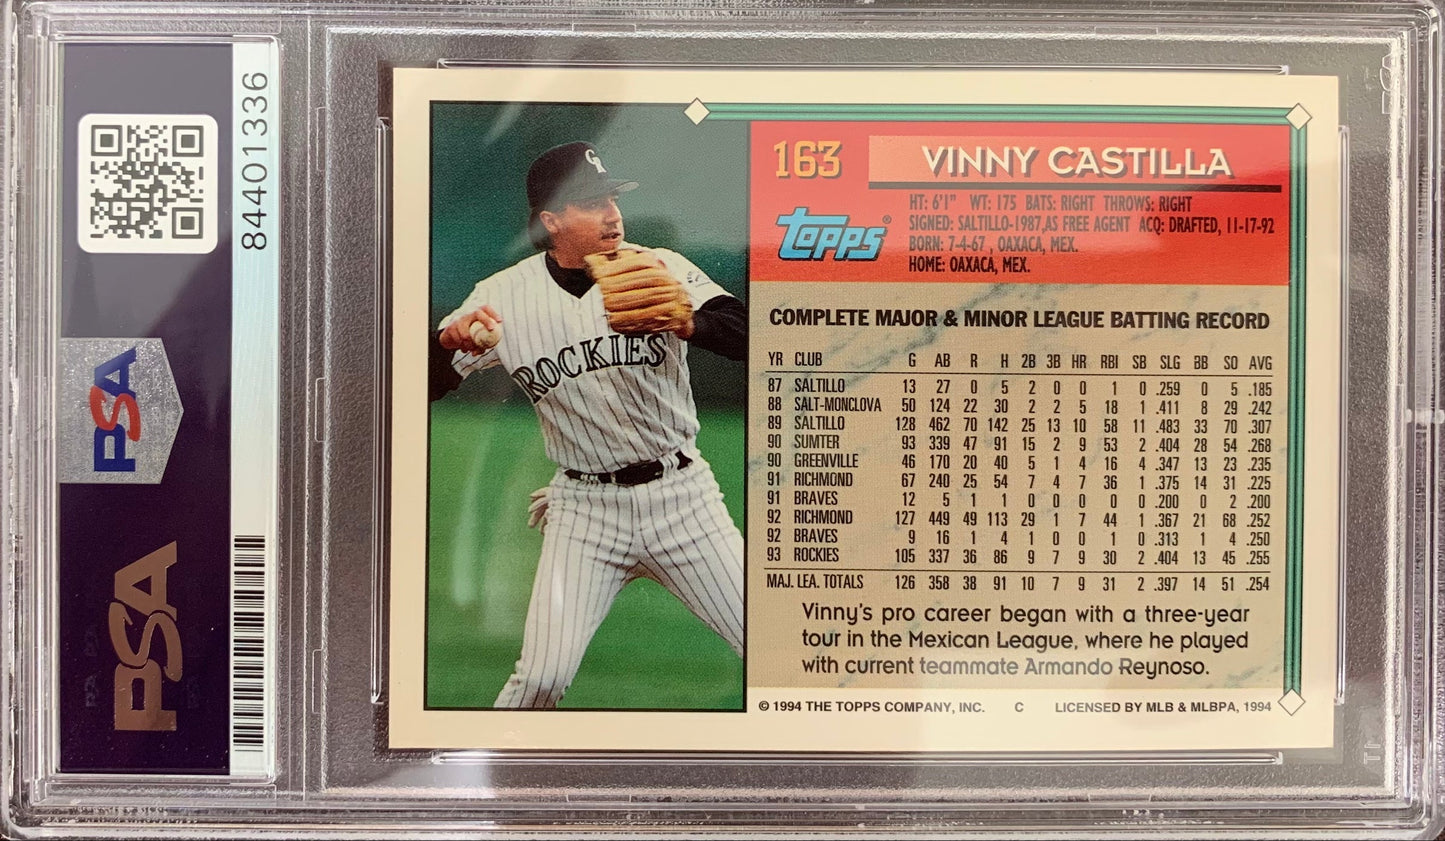 84401336
PSA
PSA
CR
ROCKIES
163 VINNY CASTILLA
Topps®
HT: 6'1" WT: 175 BATS: RIGHT THROWS: RIGHT
SIGNED: SALTILLO-1987,AS FREE AGENT ACQ: DRAFTED, 11-17-92
BORN: 7-4-67 , OAXACA, MEX.
HOME: OAXACA, MEX.
COMPLETE MAJOR & MINOR LEAGUE BATTING RECORD
YR CLUB G AB R H 2B 3B HR RBI SB SLG BB SO AVG
87 SALTILLO 13 27 0 5 2 0 0 1 0 .259 0 5 .185
88 SALT-MONCLOVA 50 124 22 30 2 2 5 18 1 .411 8 29 .242
89 SALTILLO 128 462 70 142 25 13 10 58 11 .483 33 70 .307
90 SUMTER 93 339 47 91 15 2 9 53 2 .404 28 54 .268
90 GREENVILLE 46 170 20 40 5 1 4 16 4 .347 13 23 .235
91 RICHMOND 67 240 25 54 7 4 7 36 1 .375 14 31 .225
91 BRAVES 12 5 1 1 0 0 0 0 0 .200 0 2 .200
92 RICHMOND 127 449 49 113 29 1 7 44 1 .367 21 68 .252
92 BRAVES 9 16 1 4 1 0 0 1 0 .313 1 4 .250
93 ROCKIES 105 337 36 86 9 7 9 30 2 .404 13 45 .255
MAJ. LEA. TOTALS 126 358 38 91 10 7 9 31 2 .397 14 51 .254
Vinny's pro career began with a three-year
tour in the Mexican League, where he played
with current teammate Armando Reynoso.
© 1994 THE TOPPS COMPANY, INC. C LICENSED BY MLB & MLBPA, 1994